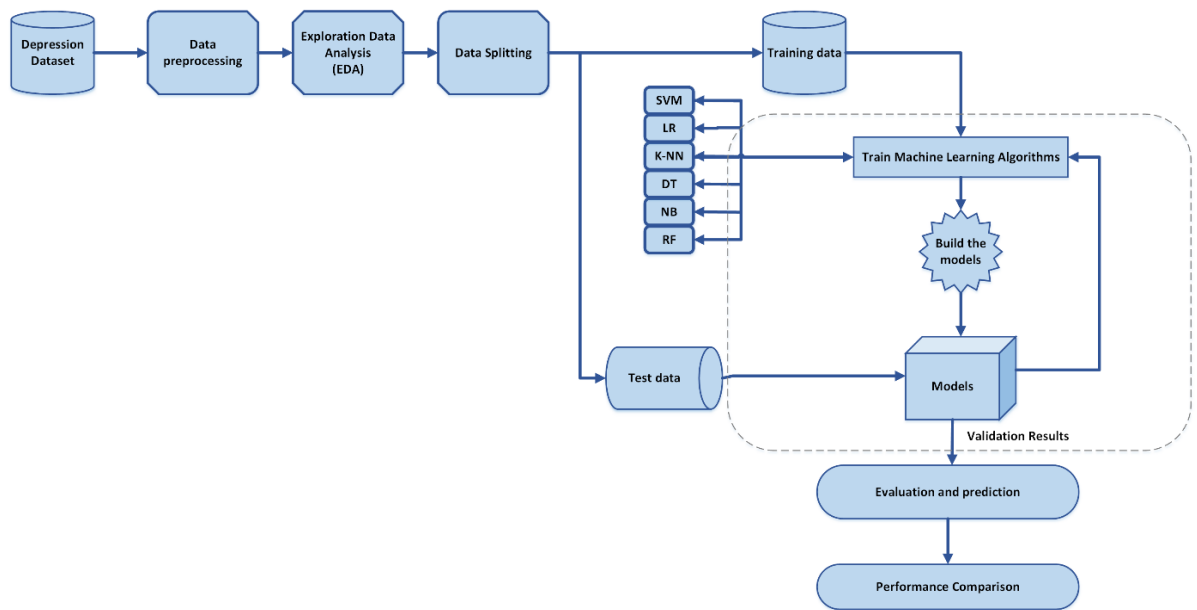 Depression
Dataset
Data
preprocessing
Exploration Data
Analysis
(EDA)
Data Splitting
Training data
SVM
LR
K-NN
DT
NB
RF
Train Machine Learning Algorithms
Build the
models
Test data
Models
Validation Results
Evaluation and prediction
Performance Comparison